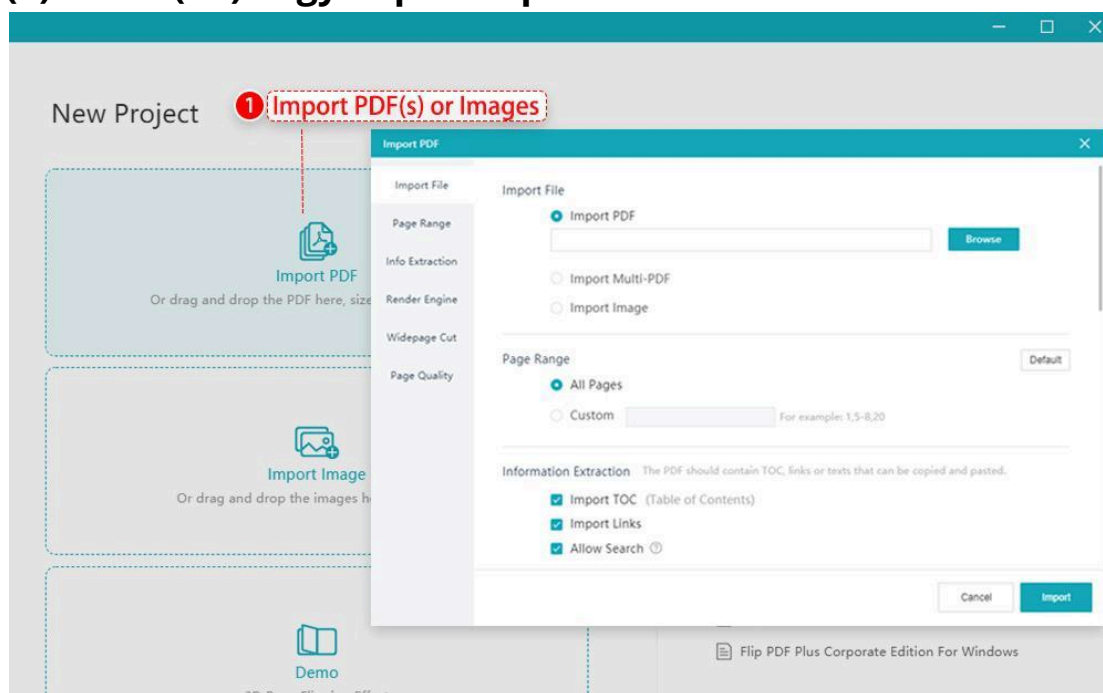 New Project
1 Import PDF(s) or Images
Import PDF
Or drag and drop the PDF here, size
Import Image
Or drag and drop the images
Demo
Import PDF
Import File
Page Range
Info Extraction
Render Engine
Widepage Cut
Page Quality
Import File
Import PDF
Browse
Import Multi-PDF
Import Image
Page Range
Default
All Pages
Custom
For example: 1,5-8,20
Information Extraction The PDF should contain TOC, links or texts that can be copied and pasted.
Import TOC (Table of Contents)
Import Links
Allow Search
Cancel
Import
Flip PDF Plus Corporate Edition For Windows